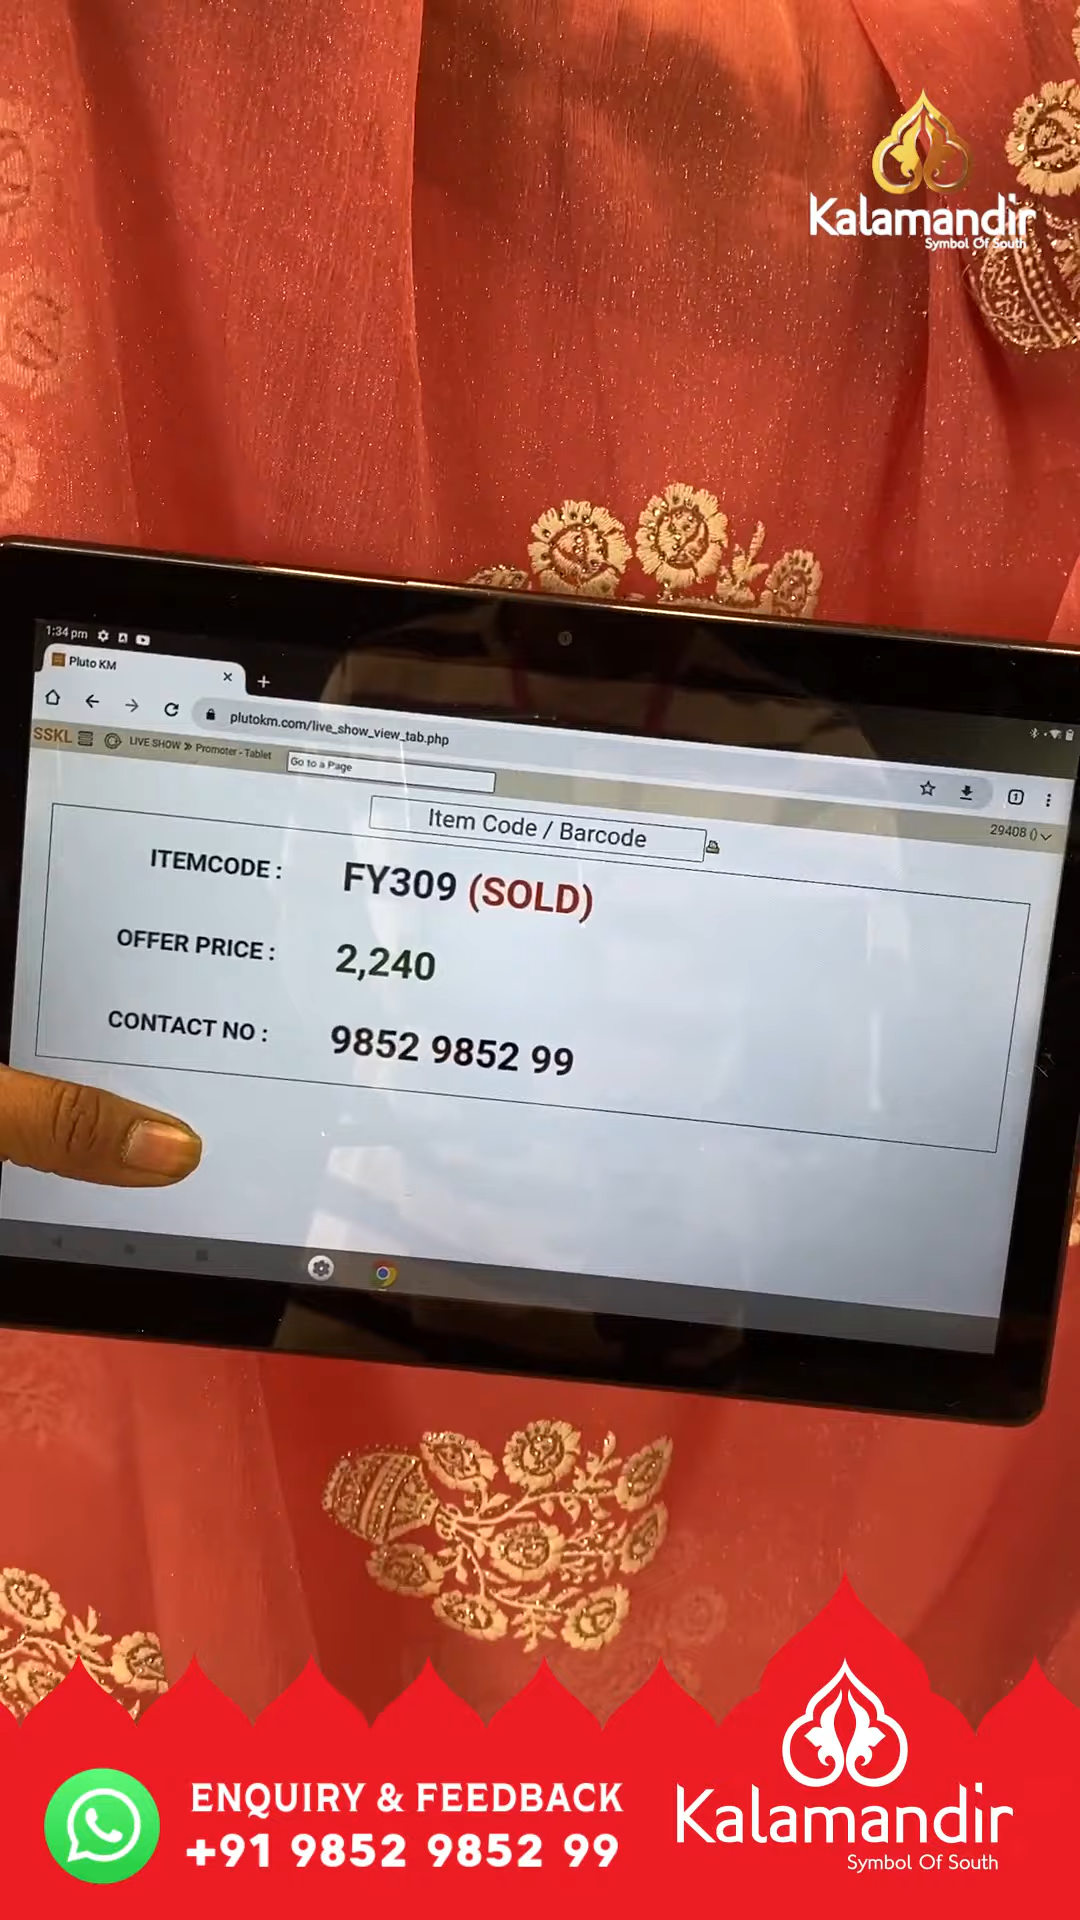 Kalamandir
Symbol Of South
1:34 pm
Pluto KM
plutokm.com/live_show_view_tab.php
SSKL
LIVE SHOW » Promoter - Tablet
Go to a Page
29408 ()
Item Code / Barcode
ITEMCODE : FY309 (SOLD)
OFFER PRICE : 2,240
CONTACT NO : 9852 9852 99
ENQUIRY & FEEDBACK
+91 9852 9852 99
Kalamandir
Symbol Of South